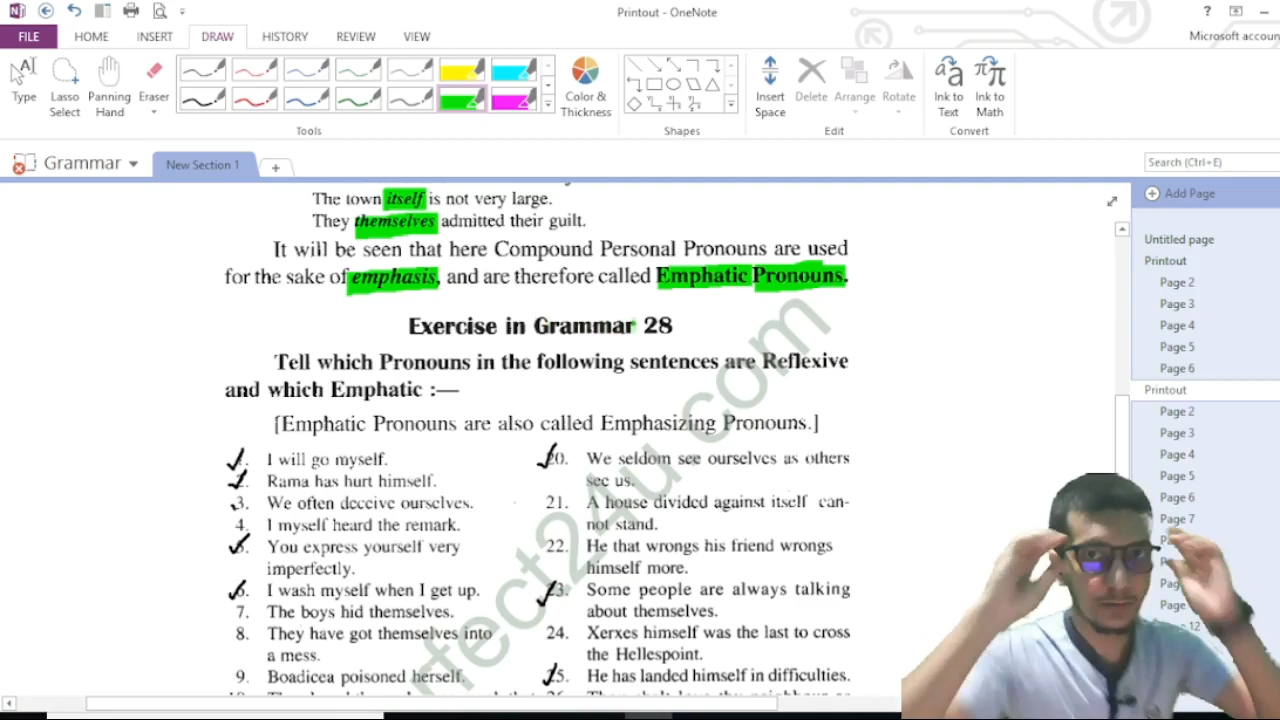 Printout - OneNote
?
FILE HOME INSERT DRAW HISTORY REVIEW VIEW
Microsoft accoun
Type
Lasso Select
Panning Hand
Eraser
Color & Thickness
Insert Space
Delete
Arrange
Rotate
Ink to Text
Ink to Math
Tools
Shapes
Edit
Convert
Grammar
New Section 1
+
Search (Ctrl+E)
Add Page
Untitled page
Printout
Page 2
Page 3
Page 4
Page 5
Page 6
Printout
Page 2
Page 3
Page 4
Page 5
Page 6
Page 7
The town itself is not very large.
They themselves admitted their guilt.
It will be seen that here Compound Personal Pronouns are used
for the sake of emphasis, and are therefore called Emphatic Pronouns.
Exercise in Grammar 28
Tell which Pronouns in the following sentences are Reflexive
and which Emphatic :—
[Emphatic Pronouns are also called Emphasizing Pronouns.]
I will go myself.
Rama has hurt himself.
3. We often deceive ourselves.
4. I myself heard the remark.
You express yourself very
imperfectly.
I wash myself when I get up.
7. The boys hid themselves.
8. They have got themselves into
a mess.
9. Boadicea poisoned herself.
20. We seldom see ourselves as others
see us.
21. A house divided against itself can-
not stand.
22. He that wrongs his friend wrongs
himself more.
23. Some people are always talking
about themselves.
24. Xerxes himself was the last to cross
the Hellespont.
25. He has landed himself in difficulties.
rfect24u com